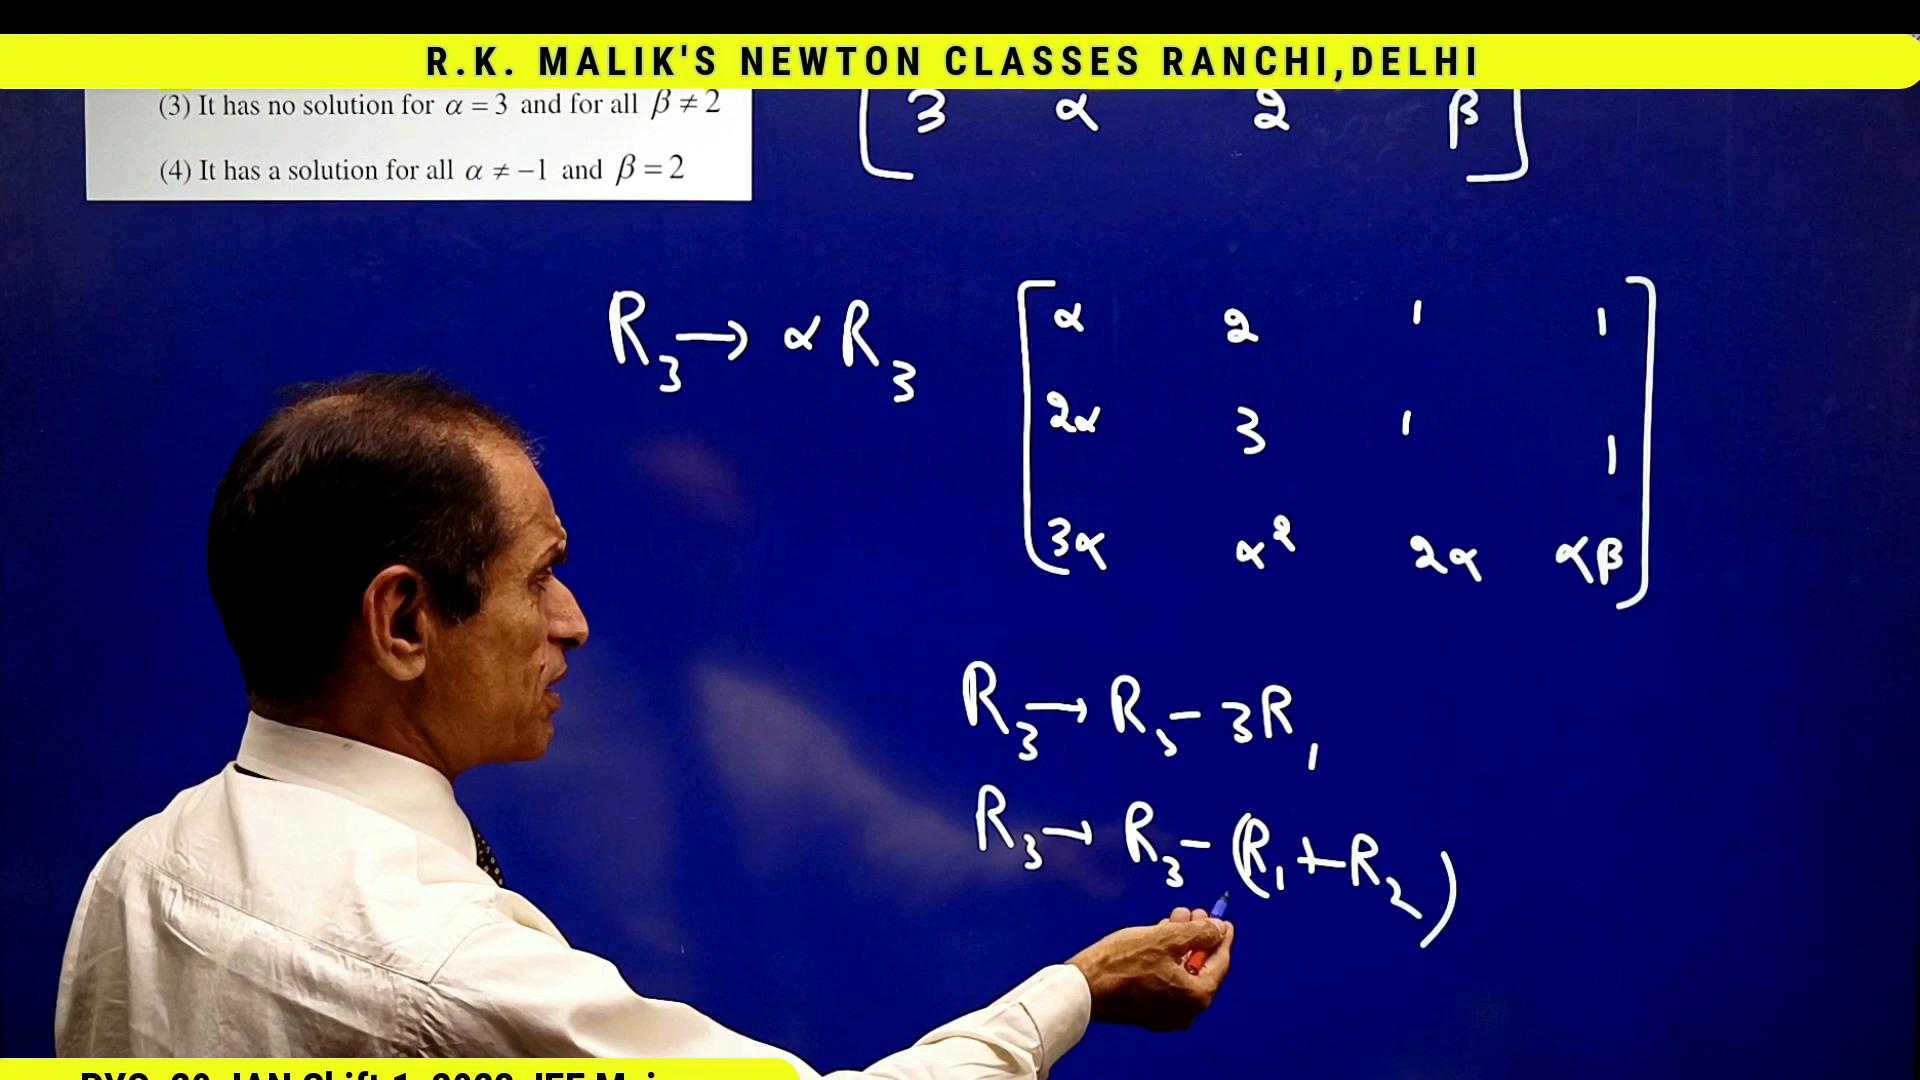 R.K. MALIK'S NEWTON CLASSES RANCHI,DELHI
(3) It has no solution for α = 3 and for all β ≠ 2
(4) It has a solution for all α ≠ −1 and β = 2
3 α 2 β
R₃ → α R₃
α 2 1 1
2α 3 1 1
3α α² 2α αβ
R₃ → R₃ − 3R₁
R₃ → R₃ − (R₁ + R₂)